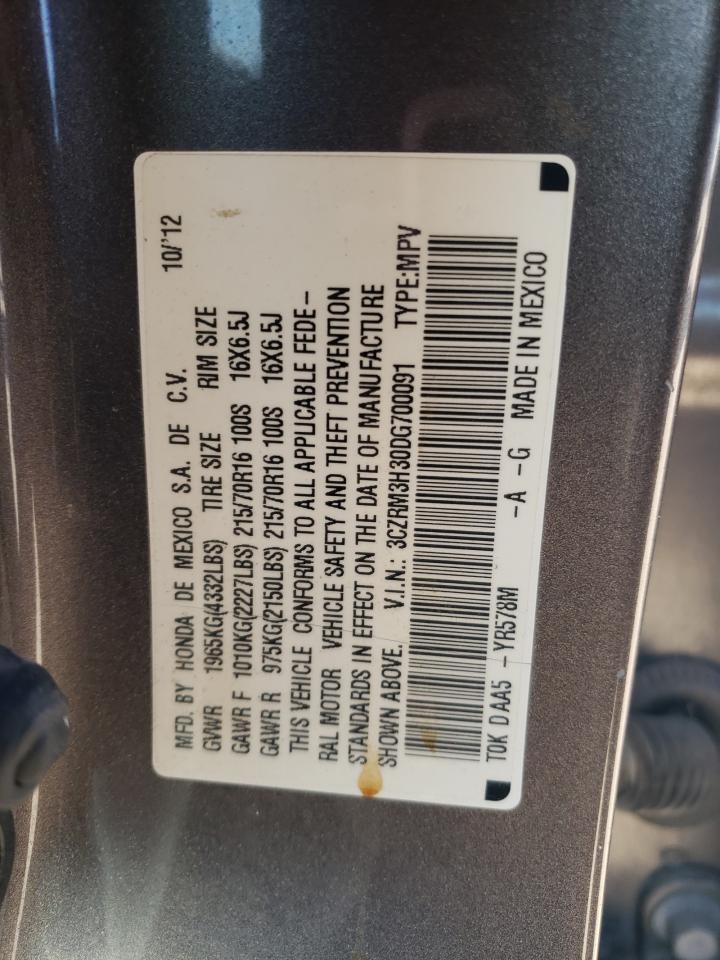 MFD. BY HONDA DE MEXICO S.A. DE C.V. 10/'12
GVWR 1965KG(4332LBS) TIRE SIZE RIM SIZE
GAWR F 1010KG(2227LBS) 215/70R16 100S 16X6.5J
GAWR R 975KG(2150LBS) 215/70R16 100S 16X6.5J
THIS VEHICLE CONFORMS TO ALL APPLICABLE FEDE-
RAL MOTOR VEHICLE SAFETY AND THEFT PREVENTION
STANDARDS IN EFFECT ON THE DATE OF MANUFACTURE
SHOWN ABOVE. V.I.N.: 3CZRM3H30DG700091 TYPE:MPV
T0K D AA5 -YR578M -A -G MADE IN MEXICO